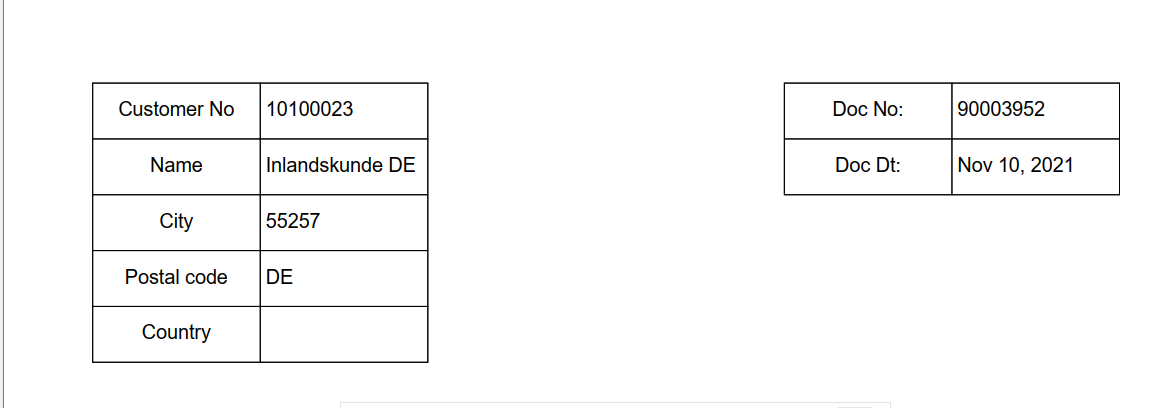 Customer No 10100023
Name Inlandskunde DE
City 55257
Postal code DE
Country
Doc No: 90003952
Doc Dt: Nov 10, 2021